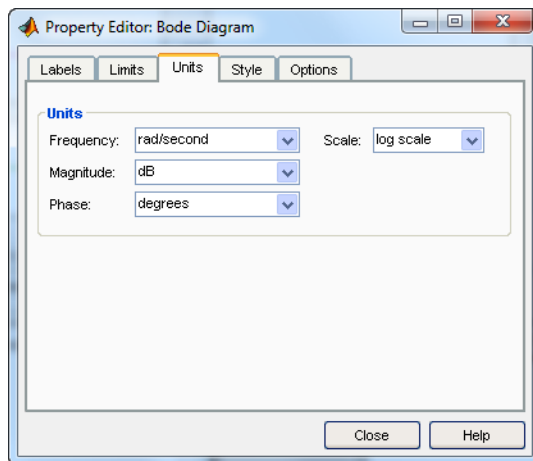 Property Editor: Bode Diagram
Labels Limits Units Style Options
Units
Frequency: rad/second Scale: log scale
Magnitude: dB
Phase: degrees
Close Help